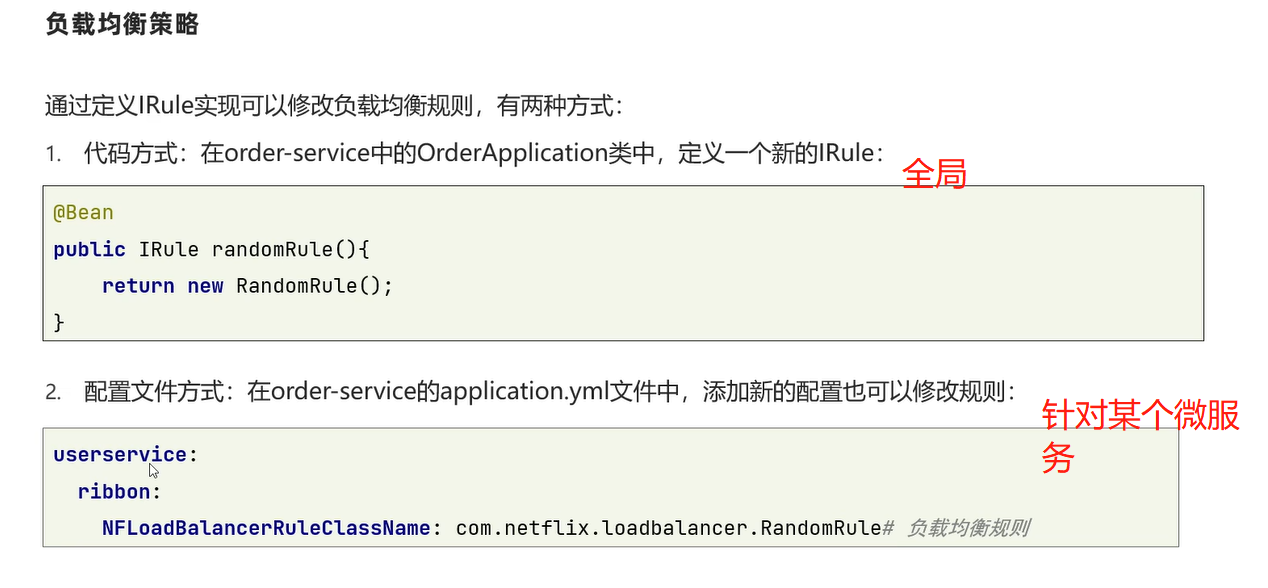 负载均衡策略
通过定义IRule实现可以修改负载均衡规则，有两种方式：
1. 代码方式：在order-service中的OrderApplication类中，定义一个新的IRule：
全局
@Bean
public IRule randomRule(){
    return new RandomRule();
}
2. 配置文件方式：在order-service的application.yml文件中，添加新的配置也可以修改规则：
针对某个微服
务
userservice:
  ribbon:
    NFLoadBalancerRuleClassName: com.netflix.loadbalancer.RandomRule# 负载均衡规则